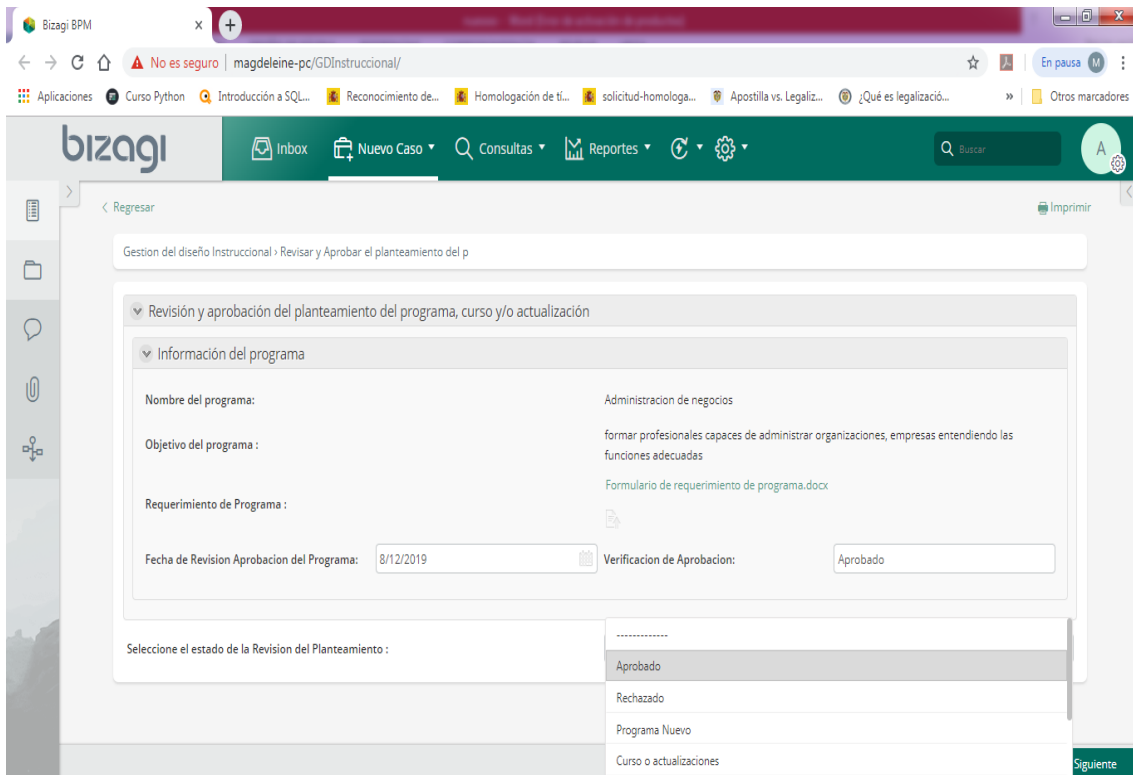 Bizagi BPM
No es seguro | magdeleine-pc/GDInstruccional/
En pausa M
Aplicaciones Curso Python Introducción a SQL... Reconocimiento de... Homologación de tí... solicitud-homologa... Apostilla vs. Legaliz... ¿Qué es legalizació... » Otros marcadores
bizagi Inbox Nuevo Caso Consultas Reportes Buscar A
< Regresar Imprimir
Gestion del diseño Instruccional › Revisar y Aprobar el planteamiento del p
Revisión y aprobación del planteamiento del programa, curso y/o actualización
Información del programa
Nombre del programa: Administracion de negocios
Objetivo del programa : formar profesionales capaces de administrar organizaciones, empresas entendiendo las
funciones adecuadas
Requerimiento de Programa : Formulario de requerimiento de programa.docx
Fecha de Revision Aprobacion del Programa: 8/12/2019 Verificacion de Aprobacion: Aprobado
Seleccione el estado de la Revision del Planteamiento :
-------------
Aprobado
Rechazado
Programa Nuevo
Curso o actualizaciones
Siguiente